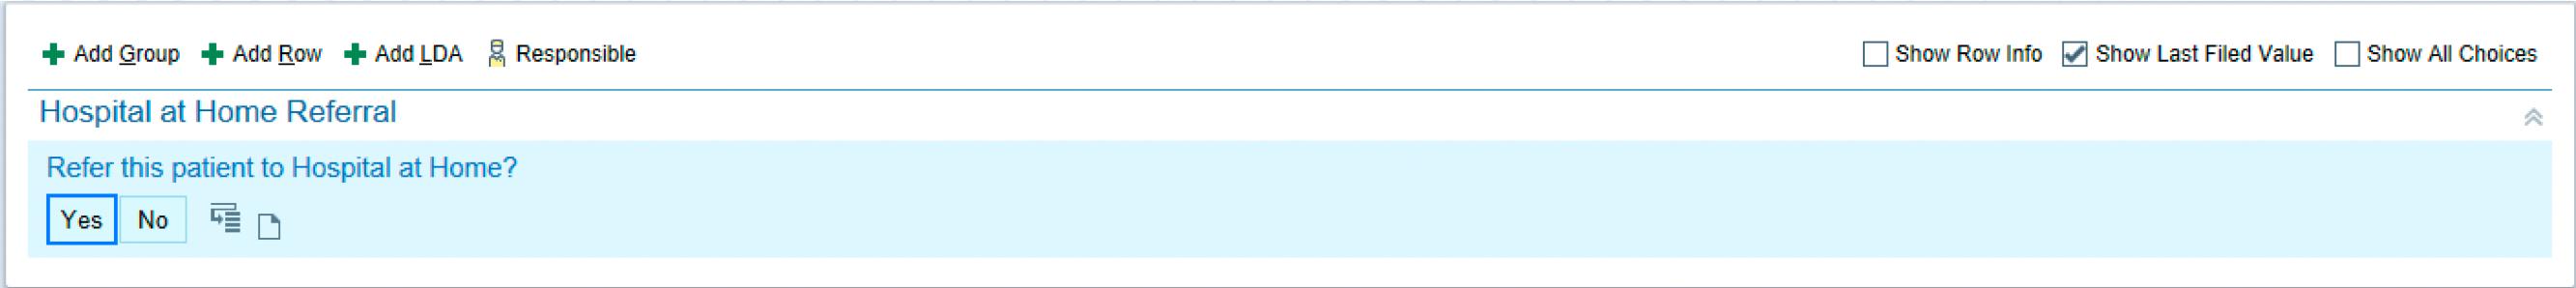 Add Group Add Row Add LDA Responsible Show Row Info Show Last Filed Value Show All Choices
Hospital at Home Referral
Refer this patient to Hospital at Home?
Yes No